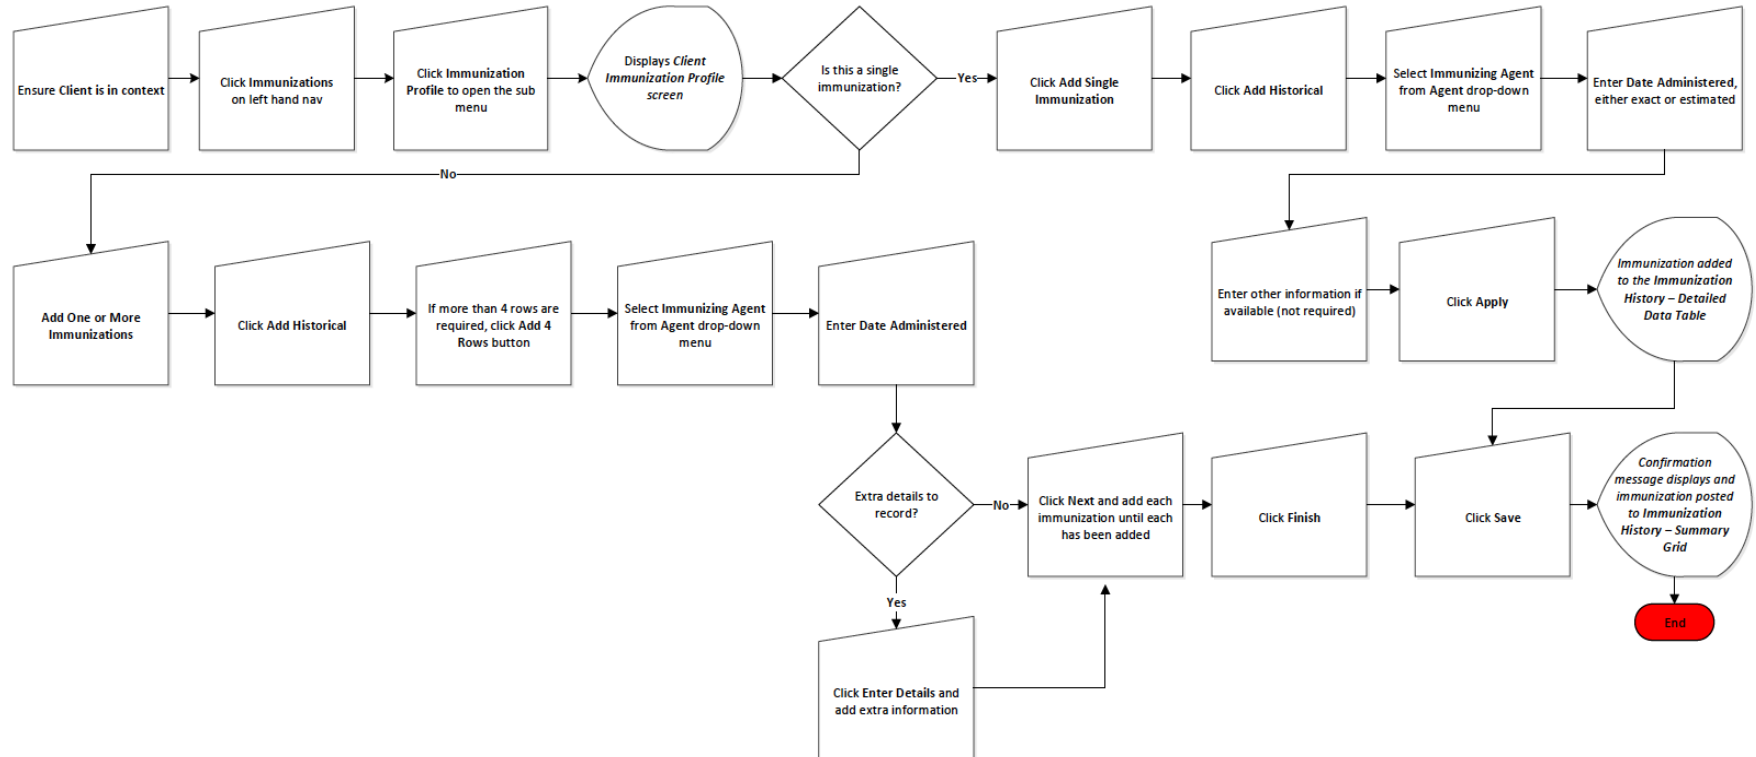 Ensure Client is in context
Click Immunizations
on left hand nav
Click Immunization
Profile to open the sub
menu
Displays Client
Immunization Profile
screen
Is this a single
immunization?
Yes
Click Add Single
Immunization
Click Add Historical
Select Immunizing Agent
from Agent drop-down
menu
Enter Date Administered,
either exact or estimated
No
Enter other information if
available (not required)
Click Apply
Immunization added
to the Immunization
History – Detailed
Data Table
Add One or More
Immunizations
Click Add Historical
If more than 4 rows are
required, click Add 4
Rows button
Select Immunizing Agent
from Agent drop-down
menu
Enter Date Administered
Extra details to
record?
No
Click Next and add each
immunization until each
has been added
Click Finish
Click Save
Confirmation
message displays and
immunization posted
to Immunization
History – Summary
Grid
Yes
End
Click Enter Details and
add extra information